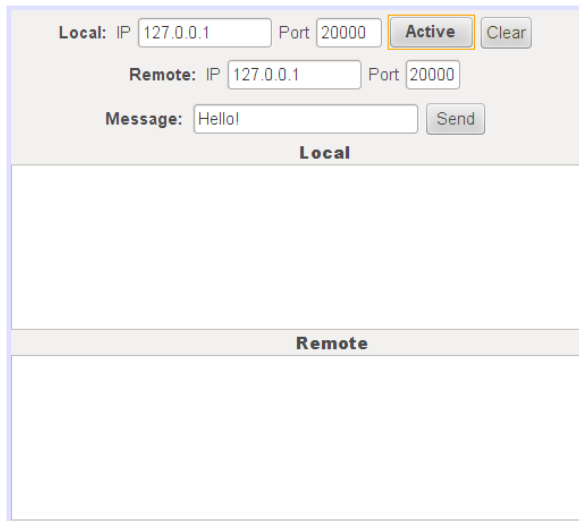 Local: IP 127.0.0.1 Port 20000 Active Clear
Remote: IP 127.0.0.1 Port 20000
Message: Hello! Send
Local
Remote